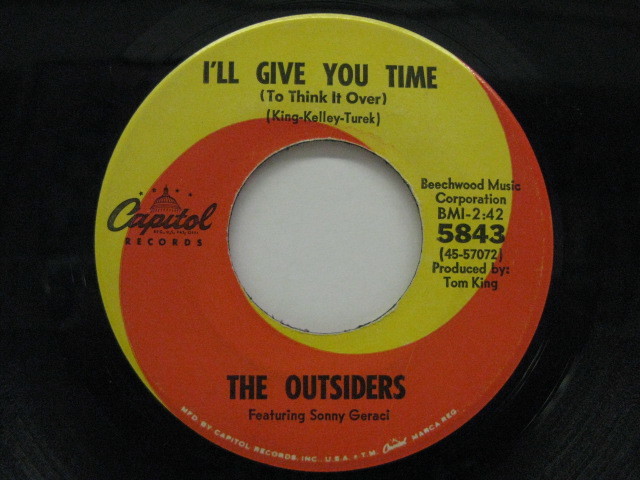 I'LL GIVE YOU TIME
(To Think It Over)
(King-Kelley-Turek)
Capitol
RECORDS
Beechwood Music
Corporation
BMI-2:42
5843
(45-57072)
Produced by:
Tom King
THE OUTSIDERS
Featuring Sonny Geraci
MFD. BY CAPITOL RECORDS, INC., U.S.A. • T.M. Capitol MARCA REG.